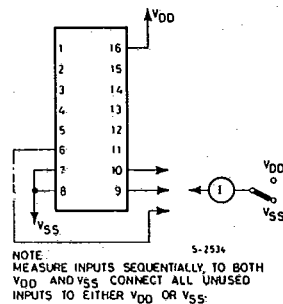 VDD
1 16
2 15
3 14
4 13
5 12
6 11
7 10
8 9
I
VDD
VSS
VSS
S-2534
NOTE:
MEASURE INPUTS SEQUENTIALLY, TO BOTH
VDD AND VSS CONNECT ALL UNUSED
INPUTS TO EITHER VDD OR VSS.